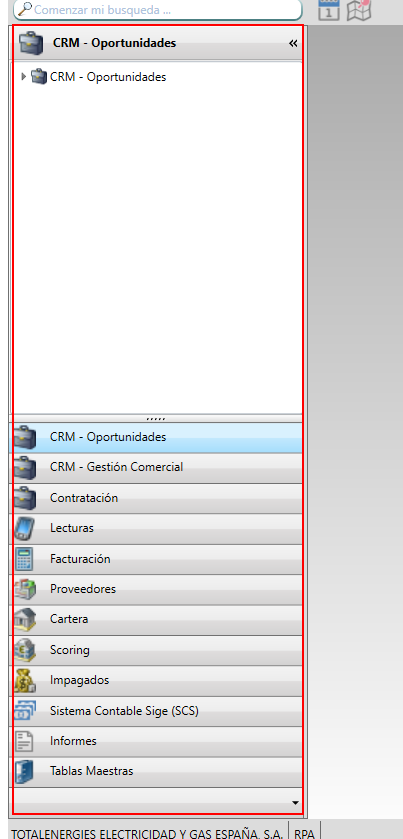 Comenzar mi busqueda ...
1
CRM - Oportunidades «
CRM - Oportunidades
CRM - Oportunidades
CRM - Gestión Comercial
Contratación
Lecturas
Facturación
Proveedores
Cartera
Scoring
Impagados
Sistema Contable Sige (SCS)
Informes
Tablas Maestras
TOTALENERGIES ELECTRICIDAD Y GAS ESPAÑA, S.A. RPA